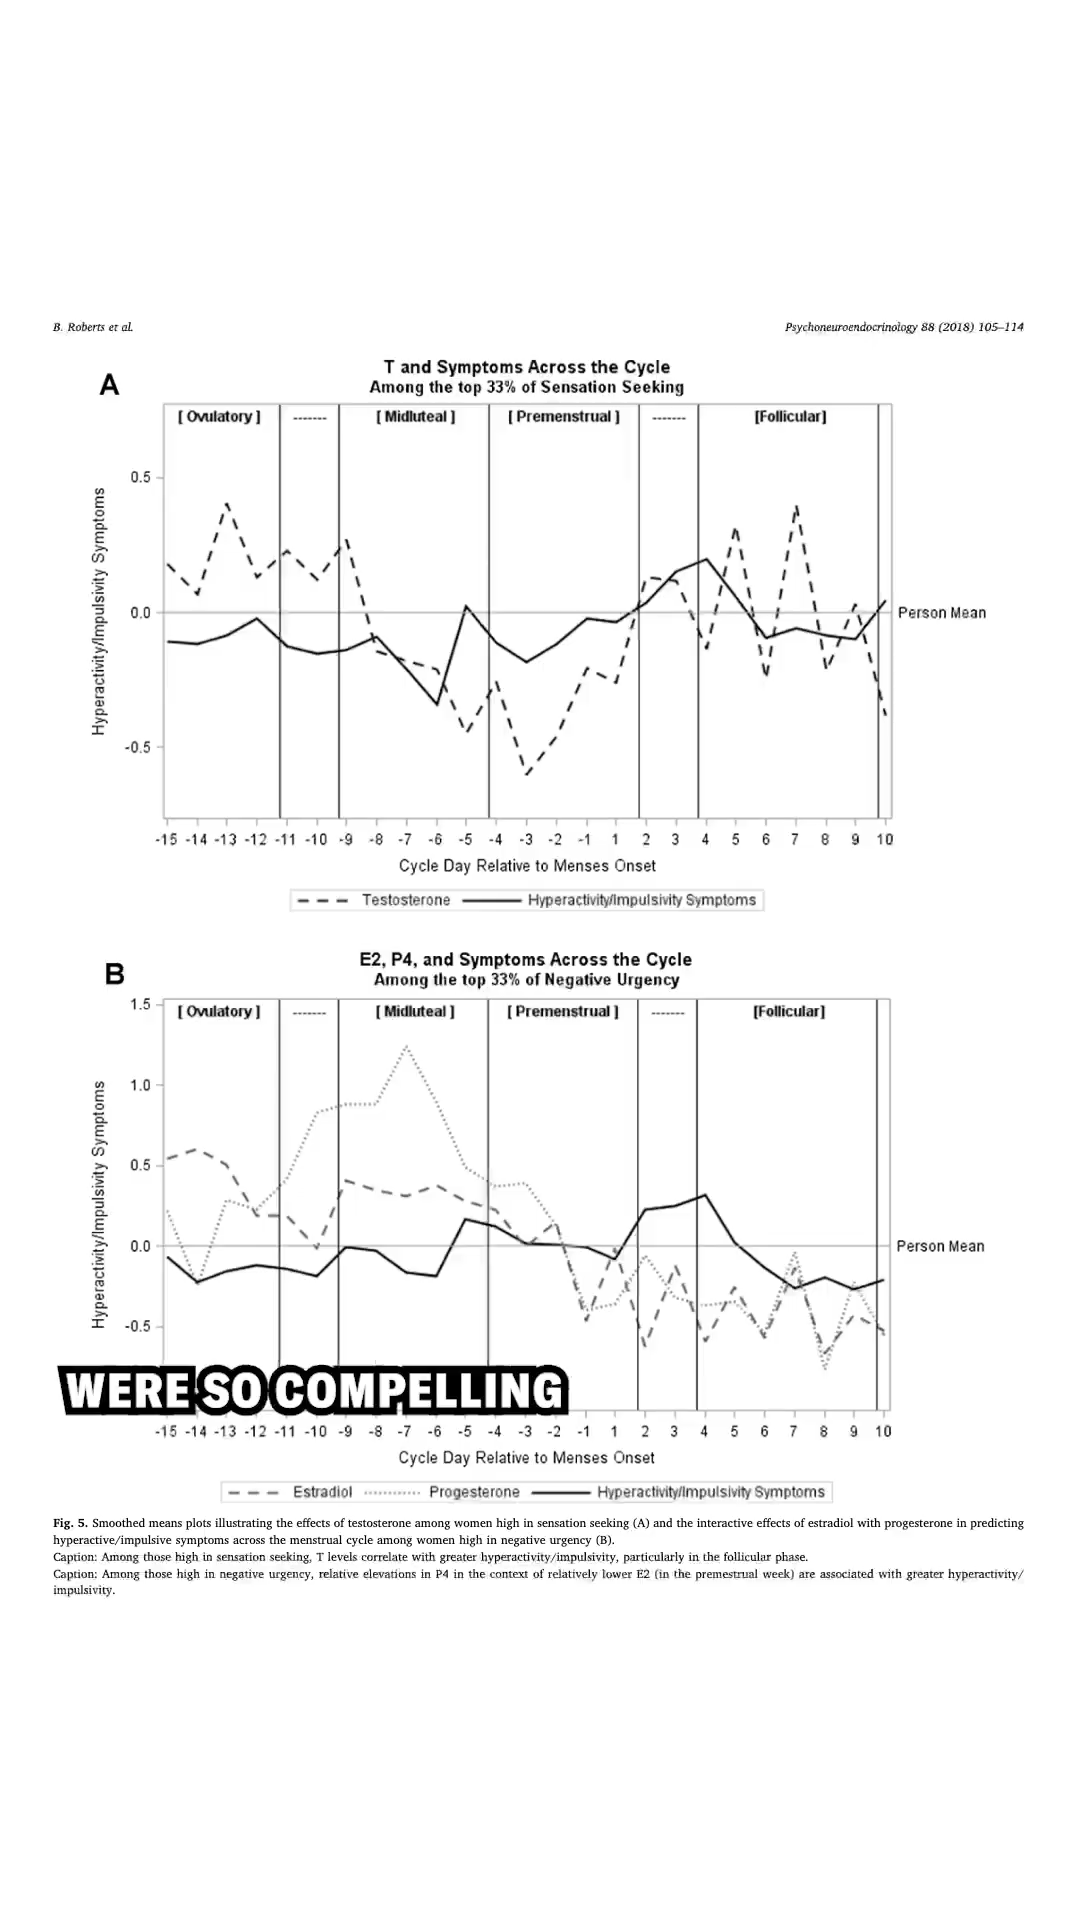 B. Roberts et al.
Psychoneuroendocrinology 88 (2018) 105–114
A
T and Symptoms Across the Cycle
Among the top 33% of Sensation Seeking
[ Ovulatory ] ------- [ Midluteal ] [ Premenstrual ] ------- [Follicular]
Hyperactivity/Impulsivity Symptoms
0.5
0.0
-0.5
Person Mean
-15 -14 -13 -12 -11 -10 -9 -8 -7 -6 -5 -4 -3 -2 -1 1 2 3 4 5 6 7 8 9 10
Cycle Day Relative to Menses Onset
Testosterone Hyperactivity/Impulsivity Symptoms
B
E2, P4, and Symptoms Across the Cycle
Among the top 33% of Negative Urgency
[ Ovulatory ] ------- [ Midluteal ] [ Premenstrual ] ------- [Follicular]
Hyperactivity/Impulsivity Symptoms
1.5
1.0
0.5
0.0
-0.5
Person Mean
WERE SO COMPELLING
-15 -14 -13 -12 -11 -10 -9 -8 -7 -6 -5 -4 -3 -2 -1 1 2 3 4 5 6 7 8 9 10
Cycle Day Relative to Menses Onset
Estradiol Progesterone Hyperactivity/Impulsivity Symptoms
Fig. 5. Smoothed means plots illustrating the effects of testosterone among women high in sensation seeking (A) and the interactive effects of estradiol with progesterone in predicting
hyperactive/impulsive symptoms across the menstrual cycle among women high in negative urgency (B).
Caption: Among those high in sensation seeking, T levels correlate with greater hyperactivity/impulsivity, particularly in the follicular phase.
Caption: Among those high in negative urgency, relative elevations in P4 in the context of relatively lower E2 (in the premestrual week) are associated with greater hyperactivity/
impulsivity.